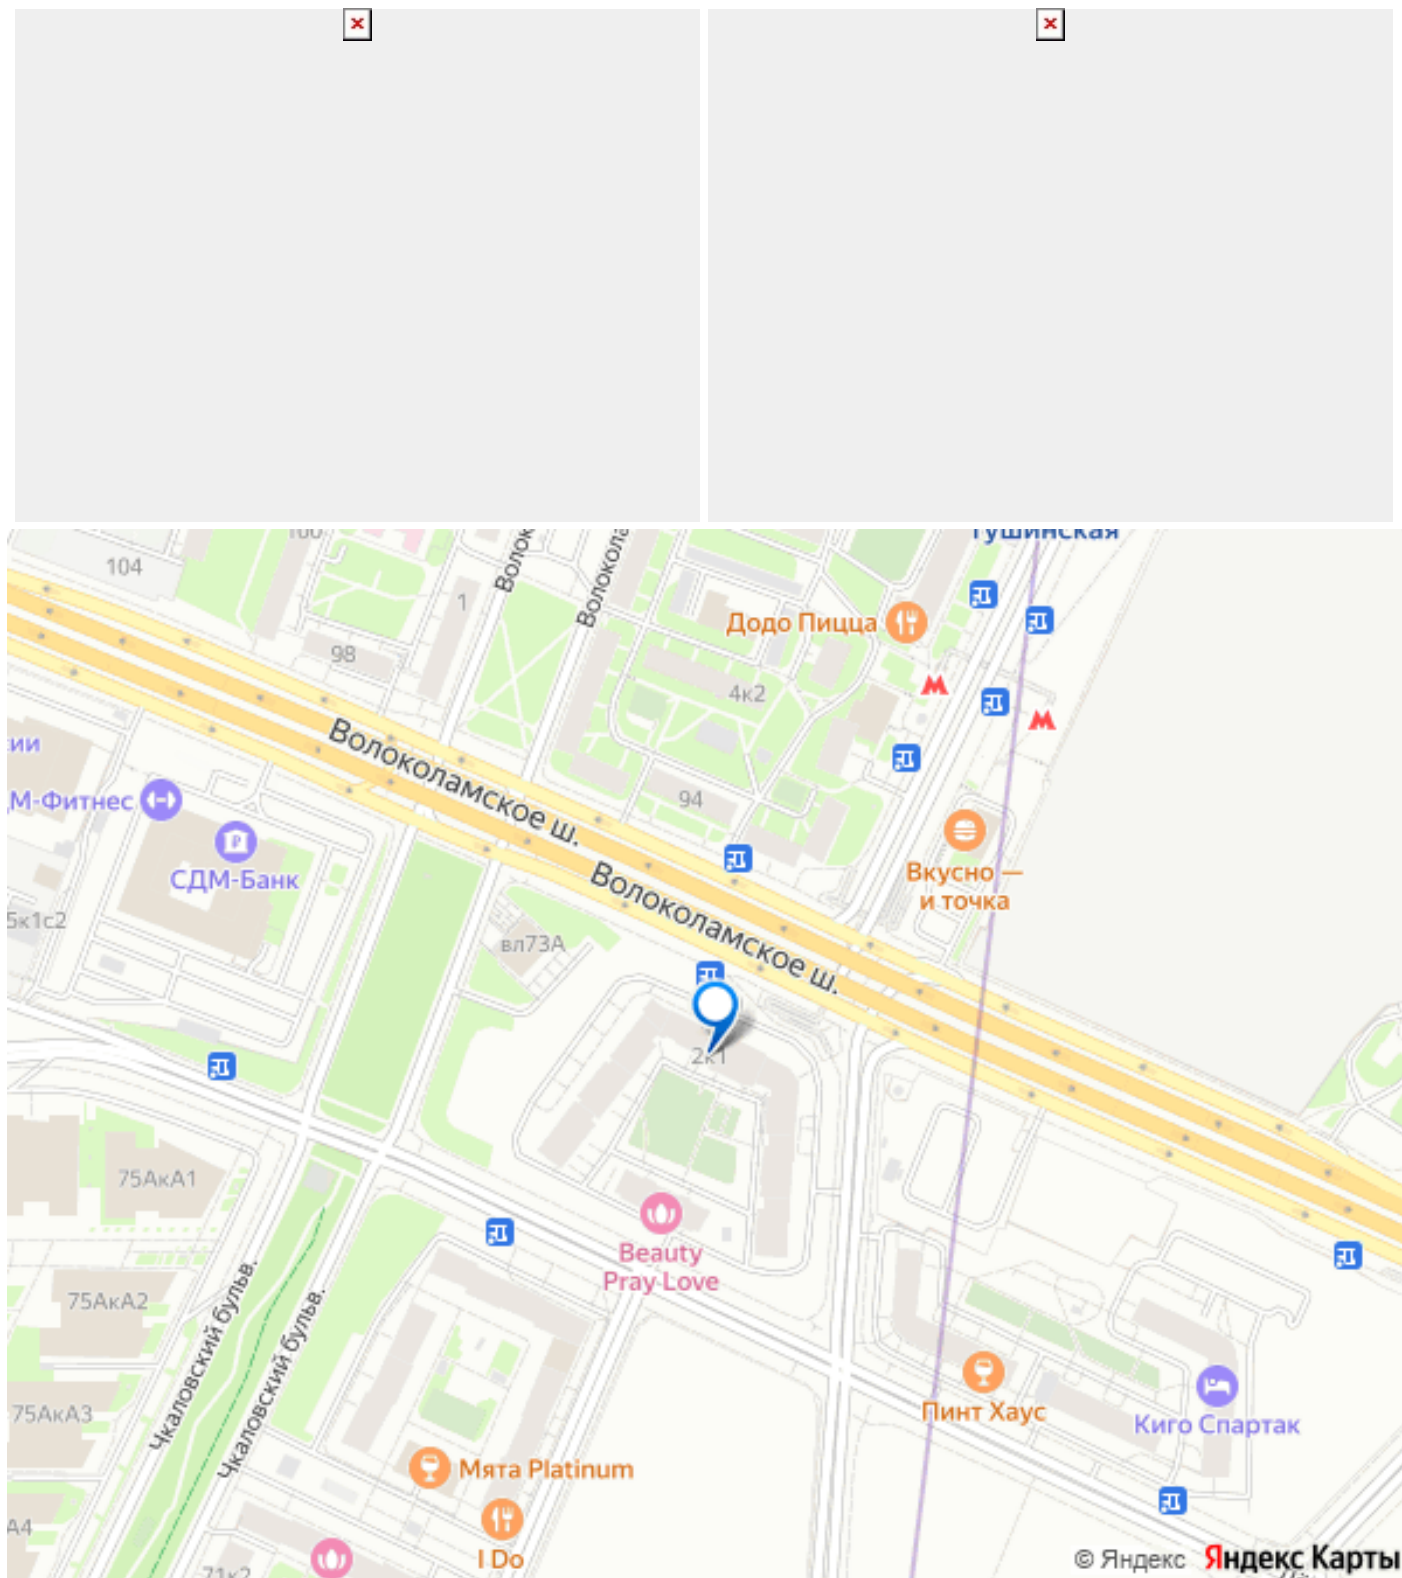 Тушинская
104
1
98
Волок
Волокола
Додо Пицца
4к2
94
Волоколамское ш.
Волоколамское ш.
М-Фитнес
СДМ-Банк
5к1с2
вл73А
Вкусно —
и точка
2к1
75АкА1
75АкА2
75АкА3
А4
Чкаловский бульв.
Чкаловский бульв.
Beauty
Pray Love
Пинт Хаус
Киго Спартак
Мята Platinum
I Do
71к2
© Яндекс Яндекс Карты